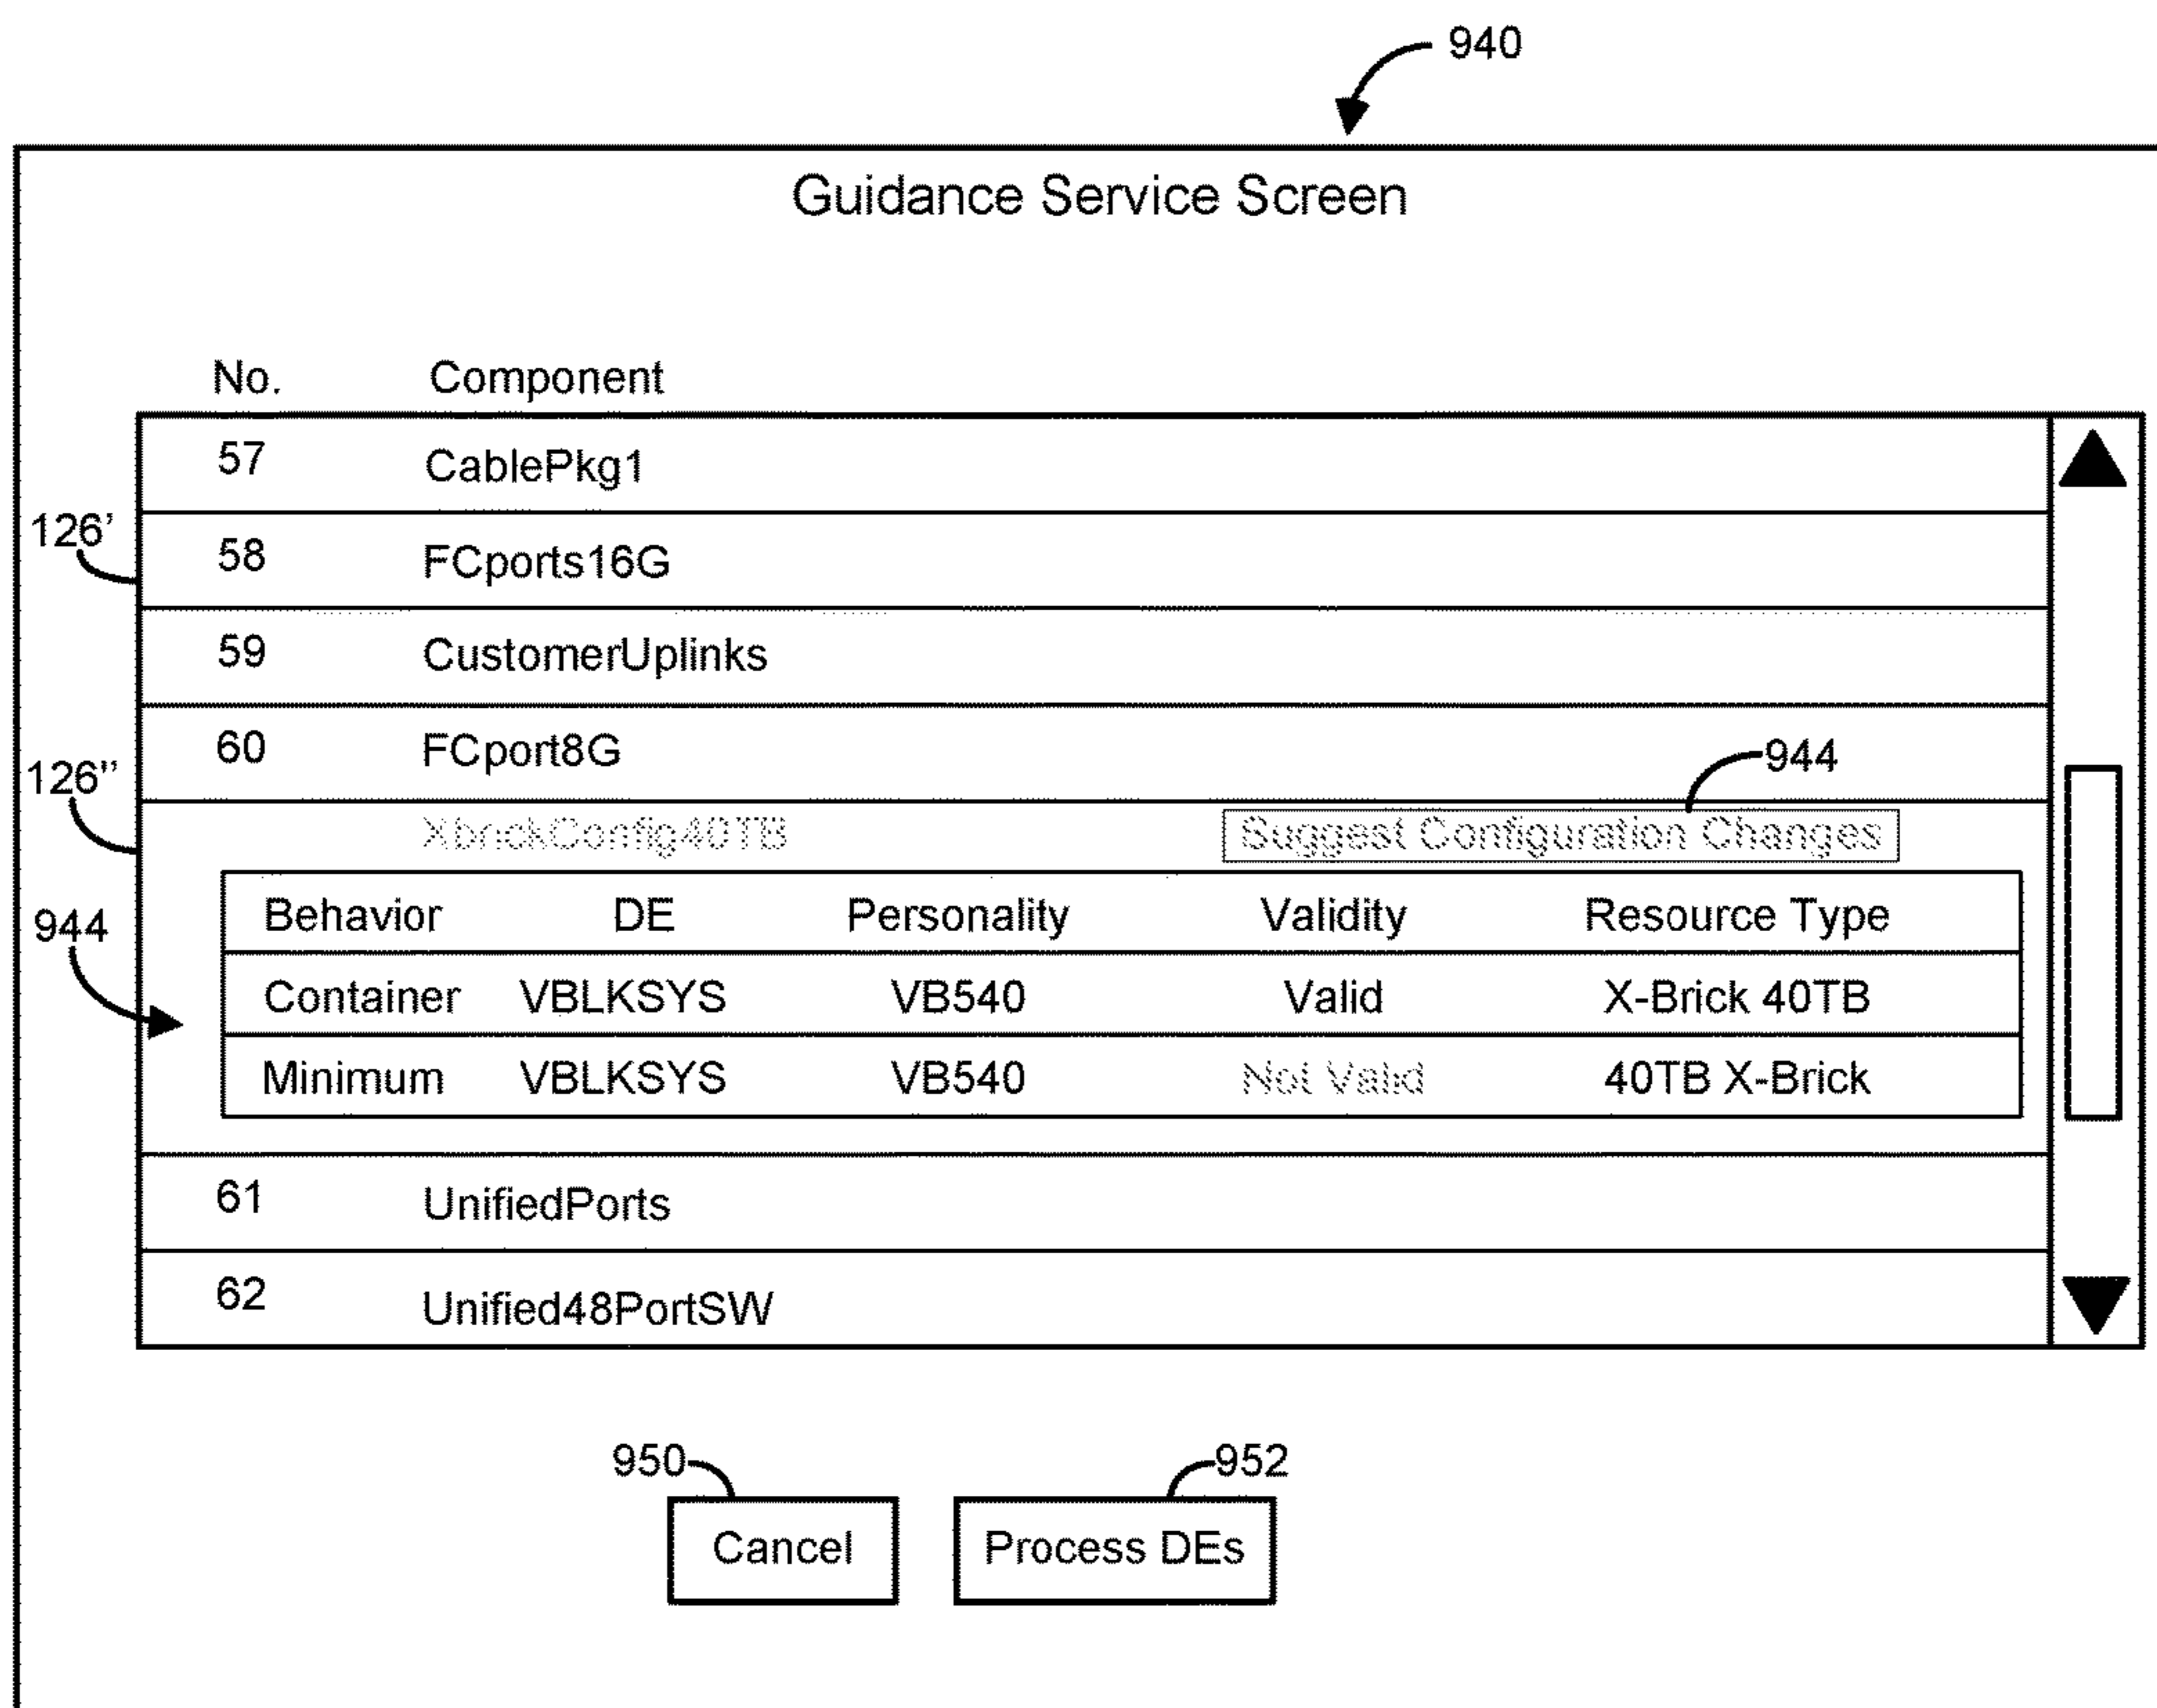 940
Guidance Service Screen
No. Component
57 CablePkg1
126’ 58 FCports16G
59 CustomerUplinks
60 FCport8G
944
126’’ XbrickConfig40TB Suggest Configuration Changes
944 Behavior DE Personality Validity Resource Type
Container VBLKSYS VB540 Valid X-Brick 40TB
Minimum VBLKSYS VB540 Not Valid 40TB X-Brick
61 UnifiedPorts
62 Unified48PortSW
950 952
Cancel Process DEs